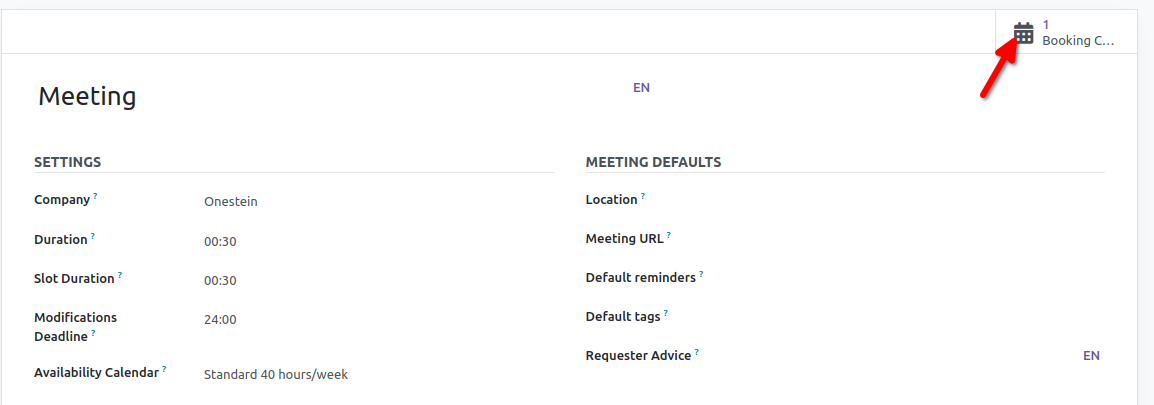 1
Booking C...
Meeting
EN
SETTINGS
Company ?
Onestein
Duration ?
00:30
Slot Duration ?
00:30
Modifications
Deadline ?
24:00
Availability Calendar ?
Standard 40 hours/week
MEETING DEFAULTS
Location ?
Meeting URL ?
Default reminders ?
Default tags ?
Requester Advice ?
EN